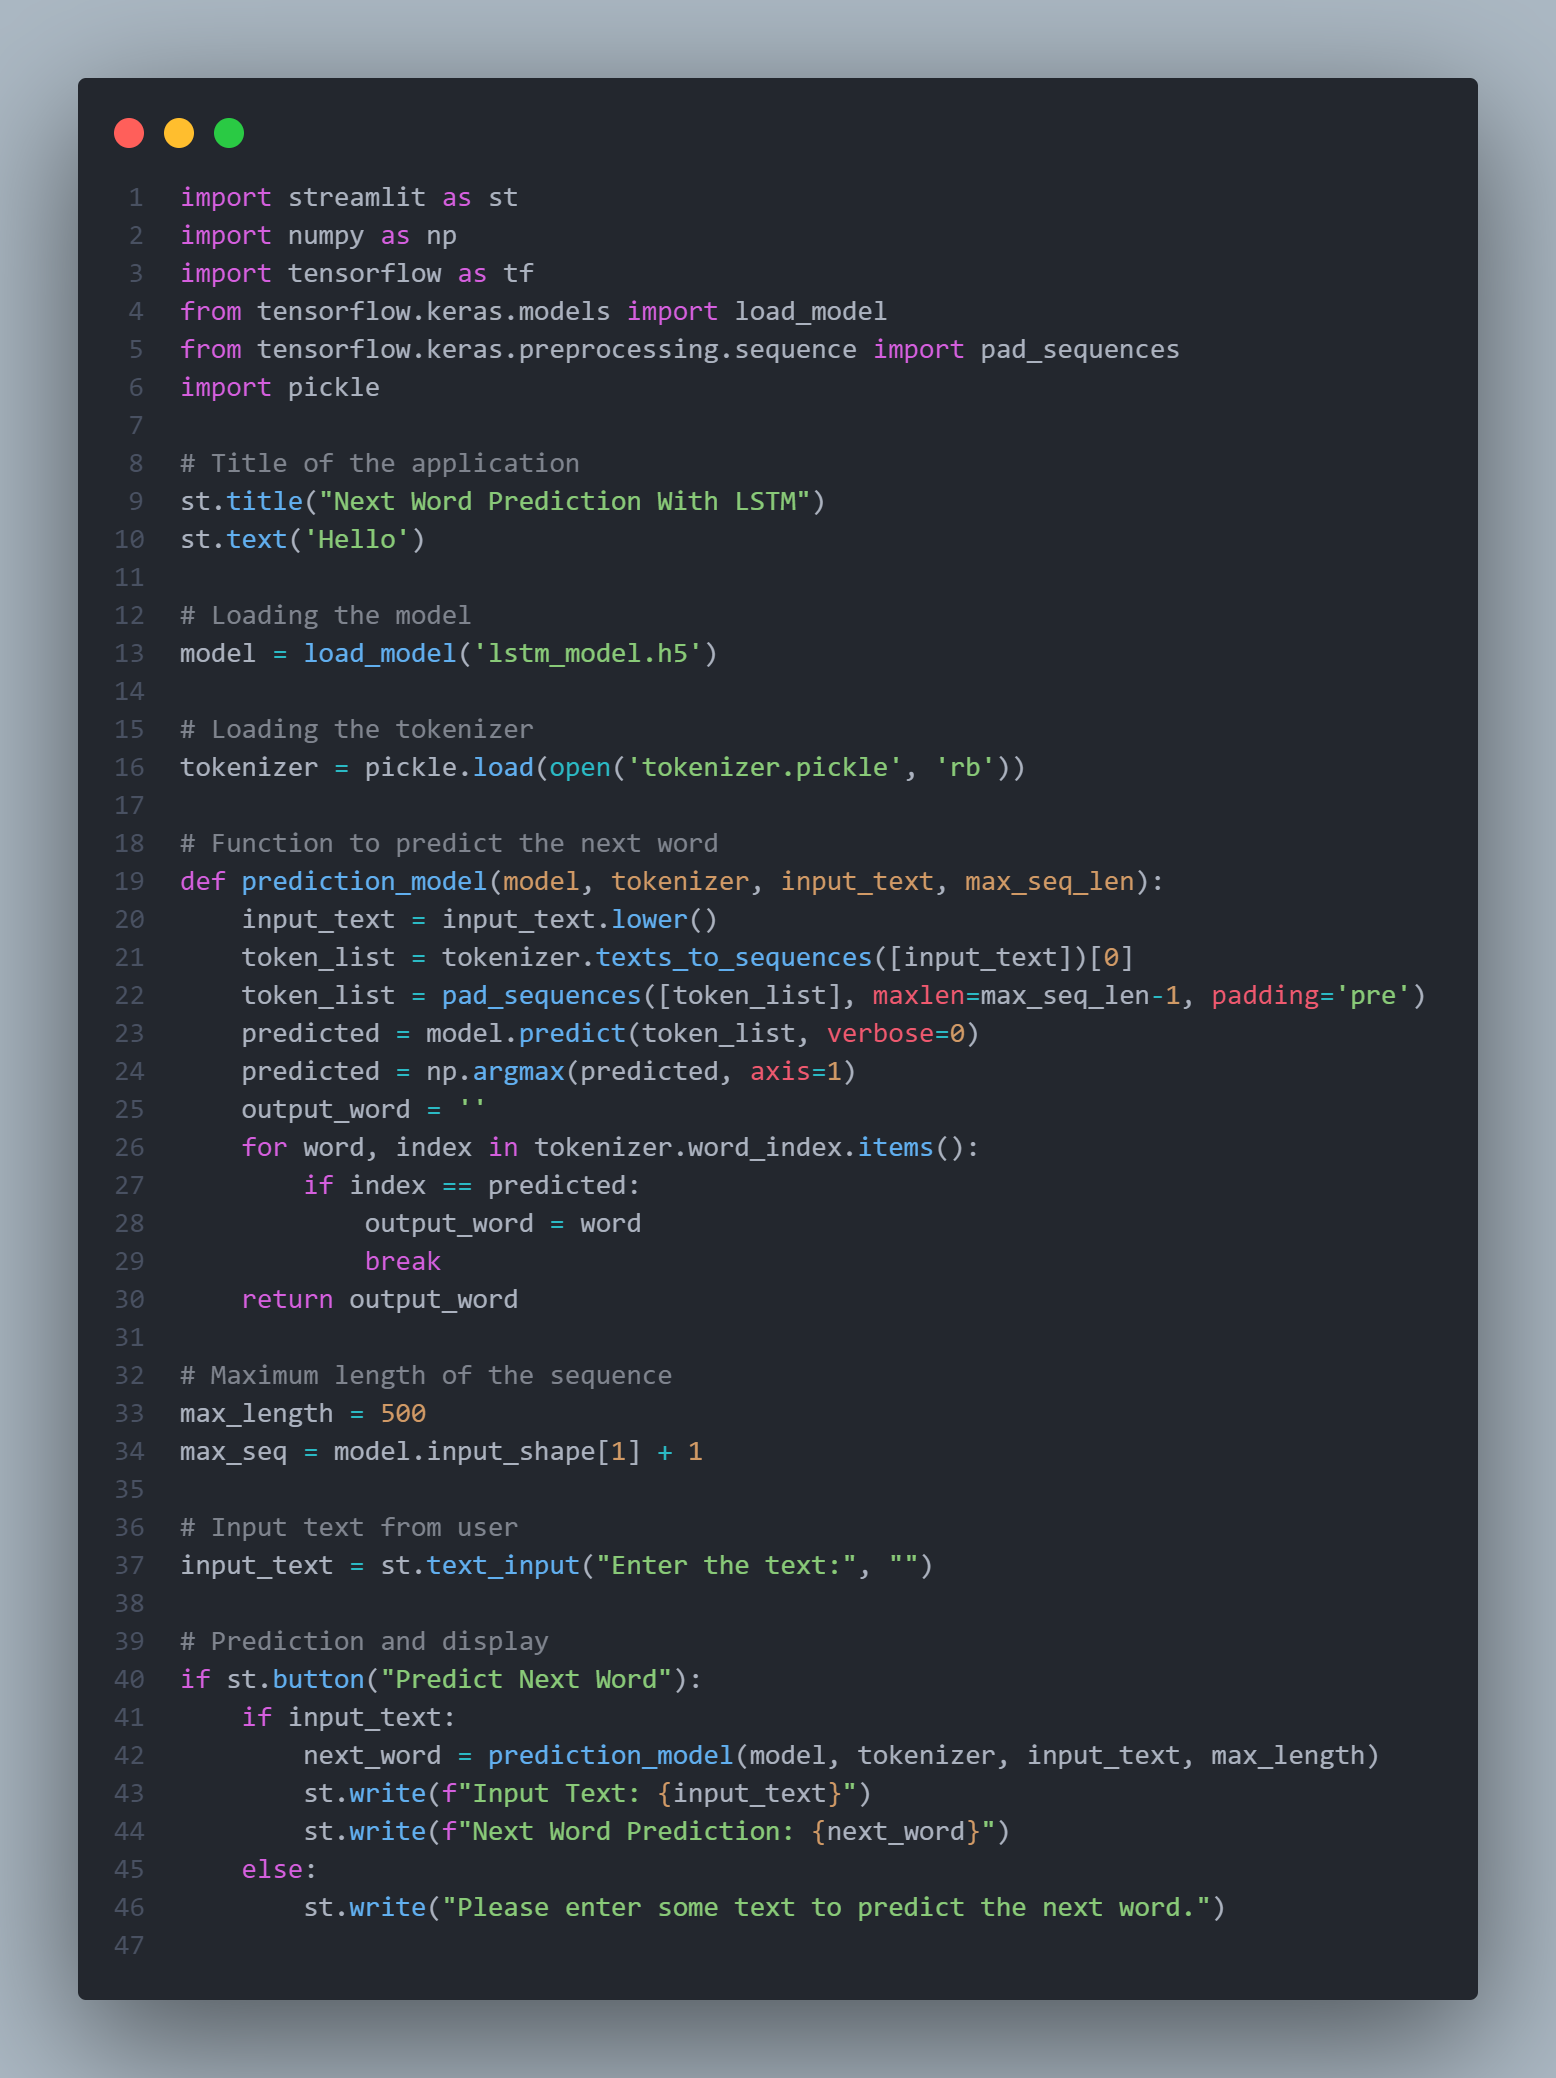 1 import streamlit as st
2 import numpy as np
3 import tensorflow as tf
4 from tensorflow.keras.models import load_model
5 from tensorflow.keras.preprocessing.sequence import pad_sequences
6 import pickle
7
8 # Title of the application
9 st.title("Next Word Prediction With LSTM")
10 st.text('Hello')
11
12 # Loading the model
13 model = load_model('lstm_model.h5')
14
15 # Loading the tokenizer
16 tokenizer = pickle.load(open('tokenizer.pickle', 'rb'))
17
18 # Function to predict the next word
19 def prediction_model(model, tokenizer, input_text, max_seq_len):
20     input_text = input_text.lower()
21     token_list = tokenizer.texts_to_sequences([input_text])[0]
22     token_list = pad_sequences([token_list], maxlen=max_seq_len-1, padding='pre')
23     predicted = model.predict(token_list, verbose=0)
24     predicted = np.argmax(predicted, axis=1)
25     output_word = ''
26     for word, index in tokenizer.word_index.items():
27         if index == predicted:
28             output_word = word
29             break
30     return output_word
31
32 # Maximum length of the sequence
33 max_length = 500
34 max_seq = model.input_shape[1] + 1
35
36 # Input text from user
37 input_text = st.text_input("Enter the text:", "")
38
39 # Prediction and display
40 if st.button("Predict Next Word"):
41     if input_text:
42         next_word = prediction_model(model, tokenizer, input_text, max_length)
43         st.write(f"Input Text: {input_text}")
44         st.write(f"Next Word Prediction: {next_word}")
45     else:
46         st.write("Please enter some text to predict the next word.")
47